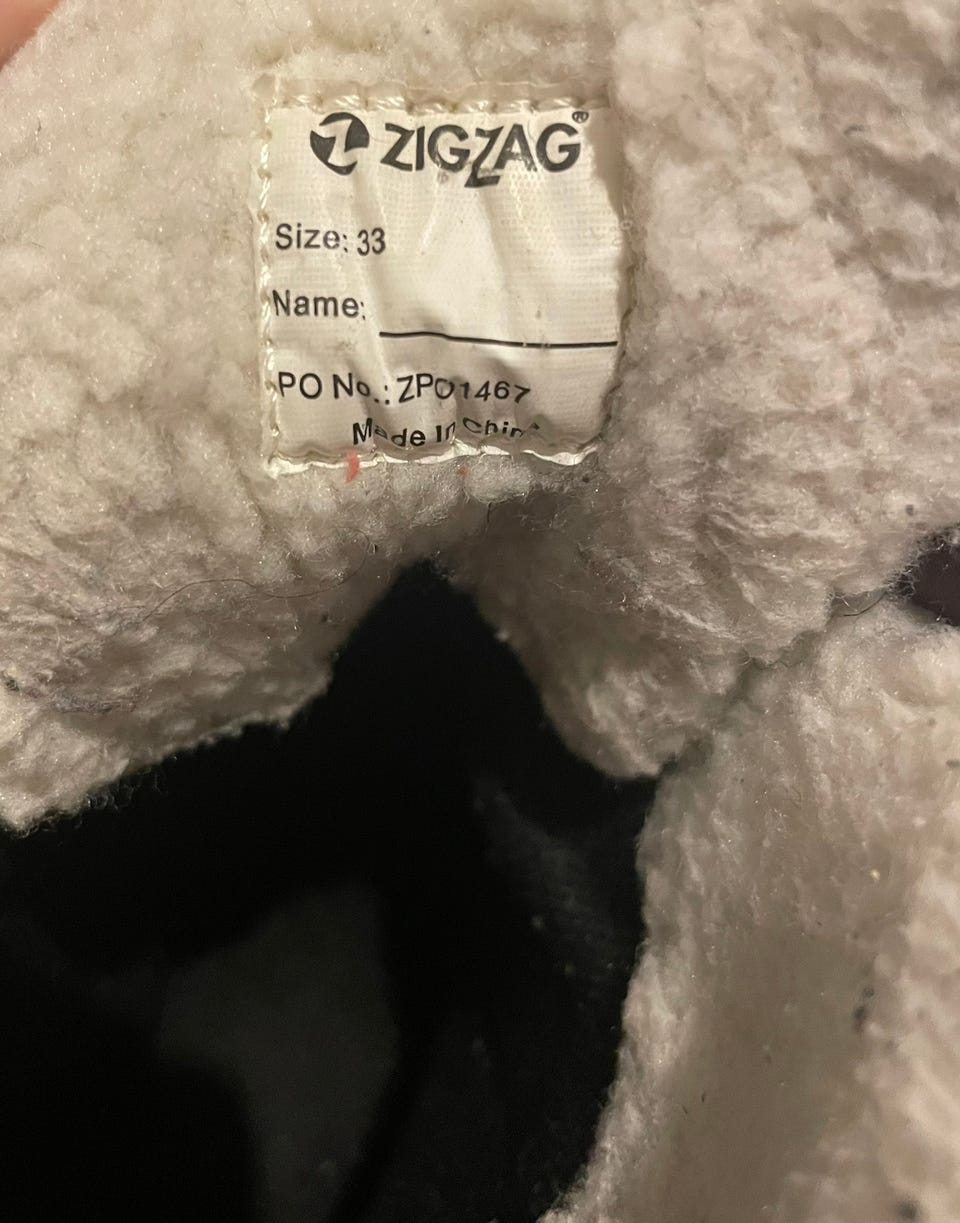 ZIGZAG®
Size: 33
Name:
PO No.: ZPO1467
Made In China